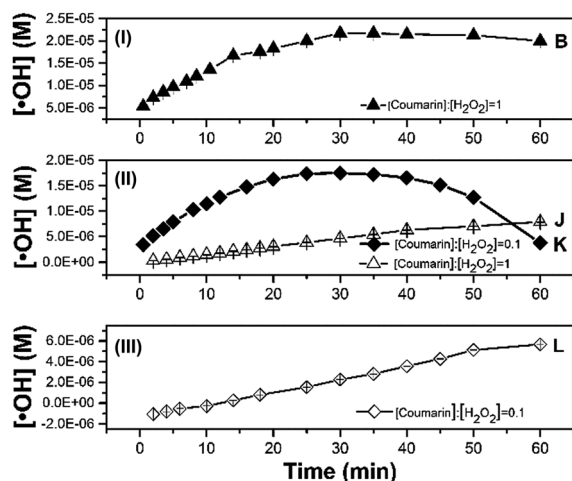 (I)
B
[•OH] (M)
2.5E-05
2.0E-05
1.5E-05
1.0E-05
5.0E-06
[Coumarin]:[H₂O₂]=1
0 10 20 30 40 50 60
(II)
[•OH] (M)
2.0E-05
1.5E-05
1.0E-05
5.0E-05
0.0E+00
J
K
[Coumarin]:[H₂O₂]=0.1
[Coumarin]:[H₂O₂]=1
0 10 20 30 40 50 60
(III)
L
[•OH] (M)
6.0E-06
4.0E-06
2.0E-06
0.0E+00
-2.0E-06
[Coumarin]:[H₂O₂]=0.1
0 10 20 30 40 50 60
Time (min)